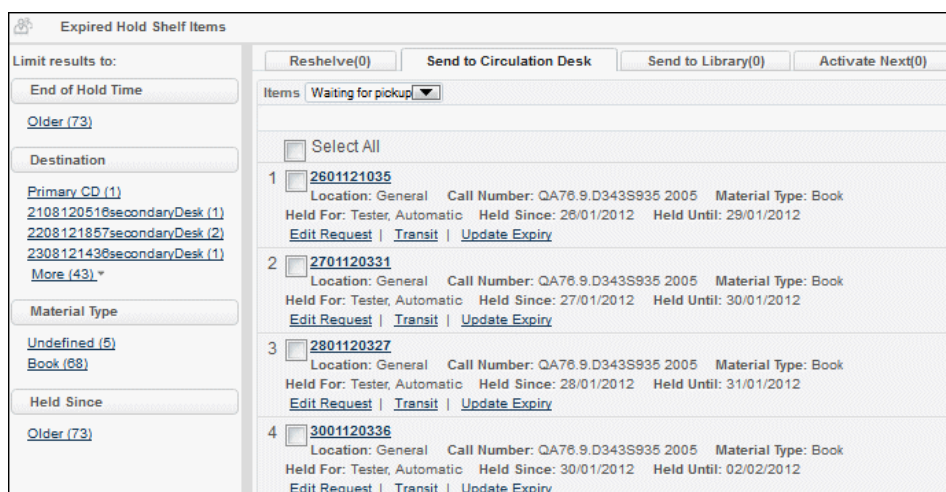 Expired Hold Shelf Items
Limit results to:
End of Hold Time
Older (73)
Destination
Primary CD (1)
2108120516secondaryDesk (1)
2208121857secondaryDesk (2)
2308121436secondaryDesk (1)
More (43)
Material Type
Undefined (5)
Book (68)
Held Since
Older (73)
Reshelve(0) Send to Circulation Desk Send to Library(0) Activate Next(0)
Items Waiting for pickup
Select All
1 2601121035
Location: General Call Number: QA76.9.D343S935 2005 Material Type: Book
Held For: Tester, Automatic Held Since: 26/01/2012 Held Until: 29/01/2012
Edit Request | Transit | Update Expiry
2 2701120331
Location: General Call Number: QA76.9.D343S935 2005 Material Type: Book
Held For: Tester, Automatic Held Since: 27/01/2012 Held Until: 30/01/2012
Edit Request | Transit | Update Expiry
3 2801120327
Location: General Call Number: QA76.9.D343S935 2005 Material Type: Book
Held For: Tester, Automatic Held Since: 28/01/2012 Held Until: 31/01/2012
Edit Request | Transit | Update Expiry
4 3001120336
Location: General Call Number: QA76.9.D343S935 2005 Material Type: Book
Held For: Tester, Automatic Held Since: 30/01/2012 Held Until: 02/02/2012
Edit Request | Transit | Update Expiry